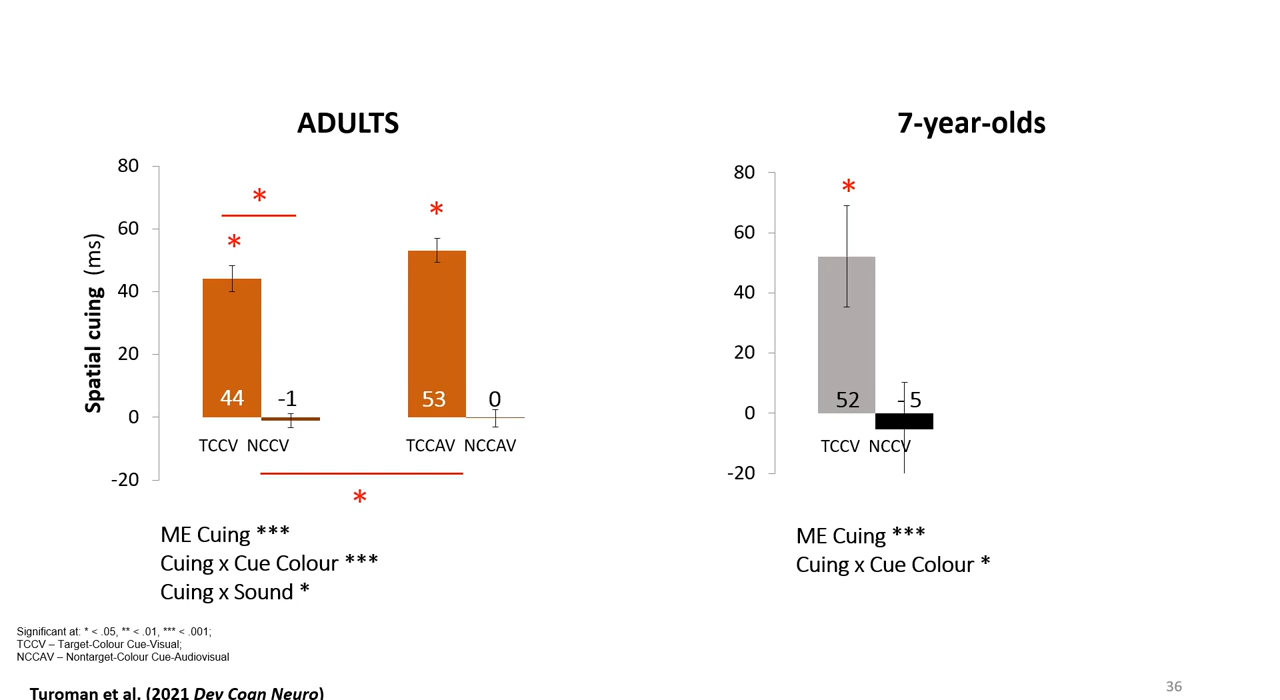 ADULTS
7-year-olds
Spatial cuing (ms)
80
60
40
20
0
-20
*
*
*
44
-1
53
0
TCCV NCCV
TCCAV NCCAV
*
80
60
40
20
0
-20
*
52
-5
TCCV NCCV
ME Cuing ***
Cuing x Cue Colour ***
Cuing x Sound *
ME Cuing ***
Cuing x Cue Colour *
Significant at: * < .05, ** < .01, *** < .001;
TCCV – Target-Colour Cue-Visual;
NCCAV – Nontarget-Colour Cue-Audiovisual
Turoman et al. (2021 Dev Cogn Neuro)
36